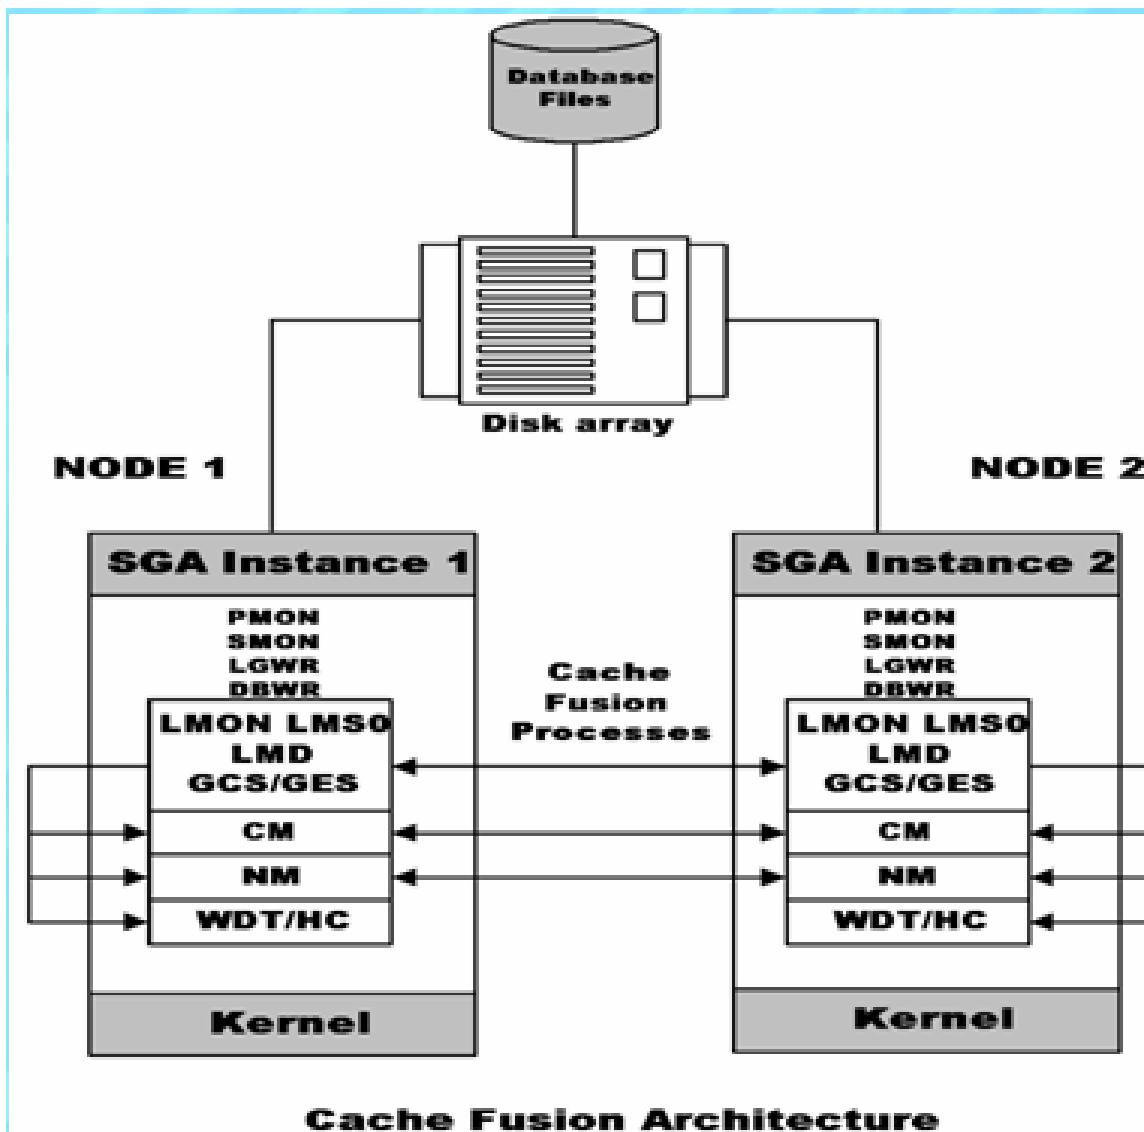 Database
Files
Disk array
NODE 1
NODE 2
SGA Instance 1
PMON
SMON
LGWR
DBWR
LMON LMS0
LMD
GCS/GES
CM
NM
WDT/HC
Kernel
Cache
Fusion
Processes
SGA Instance 2
PMON
SMON
LGWR
DBWR
LMON LMS0
LMD
GCS/GES
CM
NM
WDT/HC
Kernel
Cache Fusion Architecture